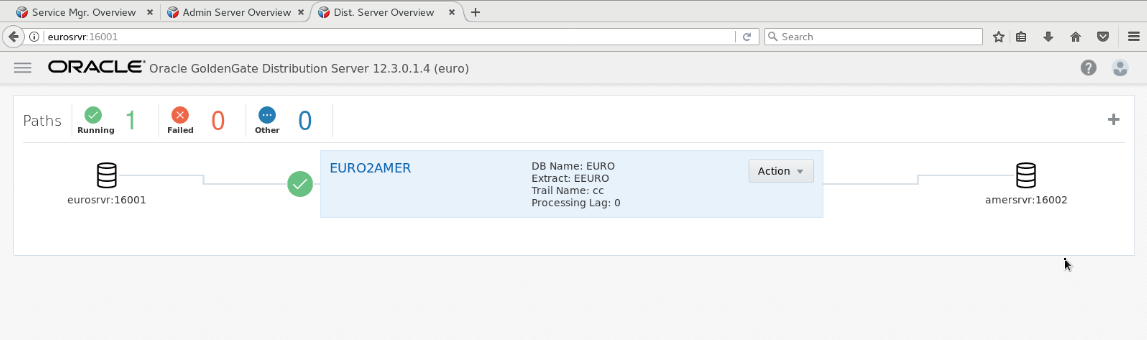 Service Mgr. Overview
Admin Server Overview
Dist. Server Overview
eurosrvr:16001
Search
ORACLE® Oracle GoldenGate Distribution Server 12.3.0.1.4 (euro)
Paths
Running 1
Failed 0
Other 0
eurosrvr:16001
EURO2AMER
DB Name: EURO
Extract: EEURO
Trail Name: cc
Processing Lag: 0
Action
amersrvr:16002